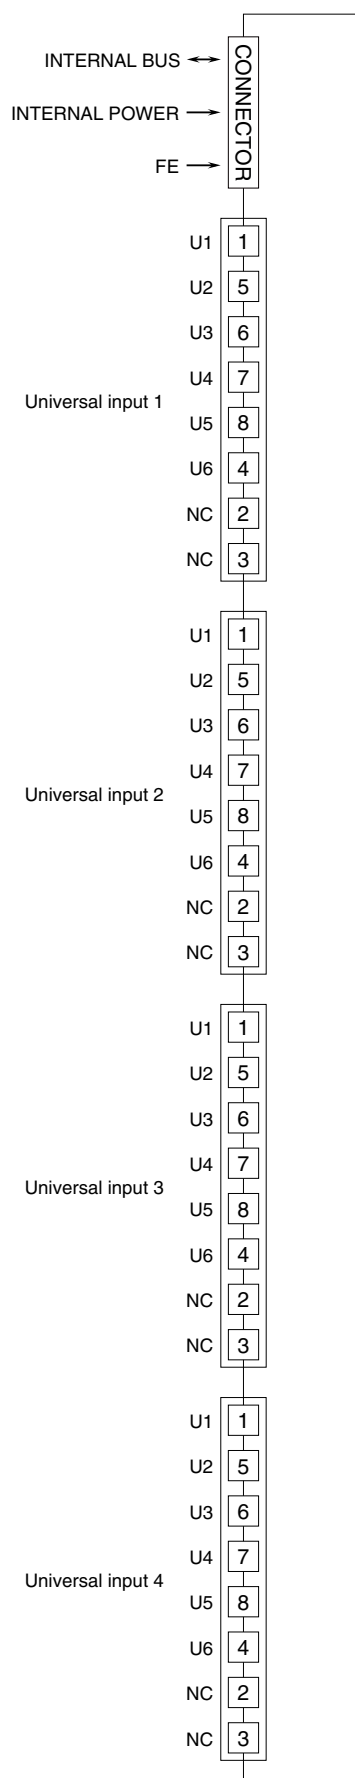 INTERNAL BUS
INTERNAL POWER
FE
CONNECTOR
Universal input 1
U1 1
U2 5
U3 6
U4 7
U5 8
U6 4
NC 2
NC 3
Universal input 2
U1 1
U2 5
U3 6
U4 7
U5 8
U6 4
NC 2
NC 3
Universal input 3
U1 1
U2 5
U3 6
U4 7
U5 8
U6 4
NC 2
NC 3
Universal input 4
U1 1
U2 5
U3 6
U4 7
U5 8
U6 4
NC 2
NC 3